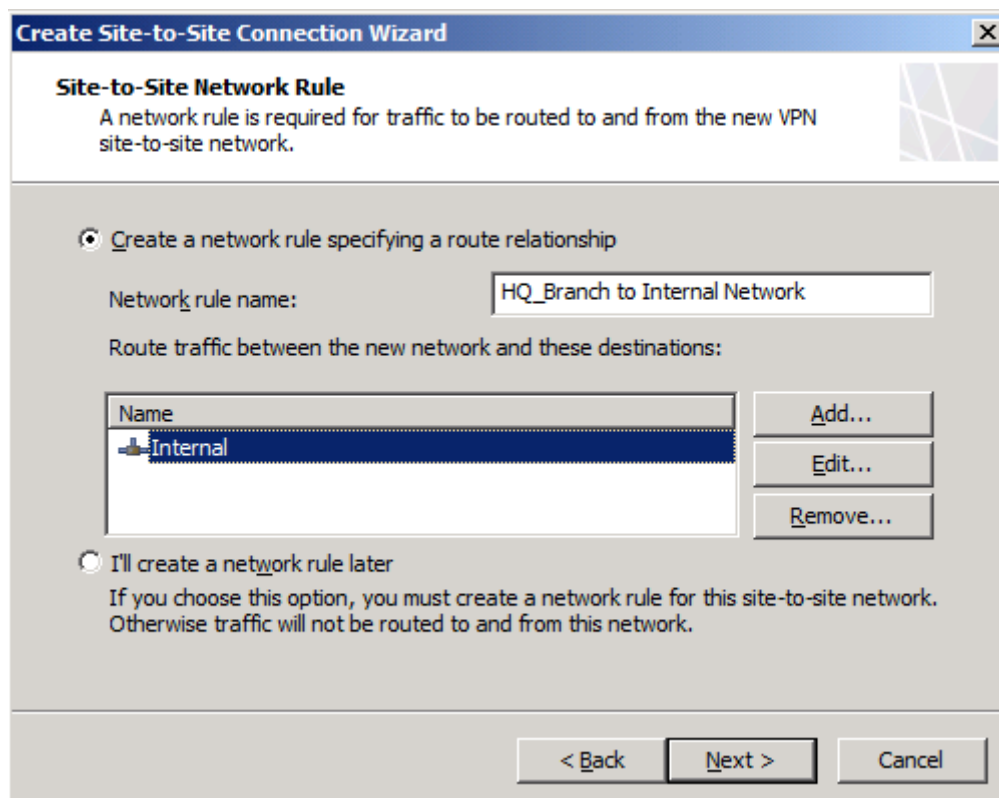 Create Site-to-Site Connection Wizard
Site-to-Site Network Rule
A network rule is required for traffic to be routed to and from the new VPN
site-to-site network.
Create a network rule specifying a route relationship
Network rule name:
HQ_Branch to Internal Network
Route traffic between the new network and these destinations:
Name
Internal
Add...
Edit...
Remove...
I'll create a network rule later
If you choose this option, you must create a network rule for this site-to-site network.
Otherwise traffic will not be routed to and from this network.
< Back
Next >
Cancel